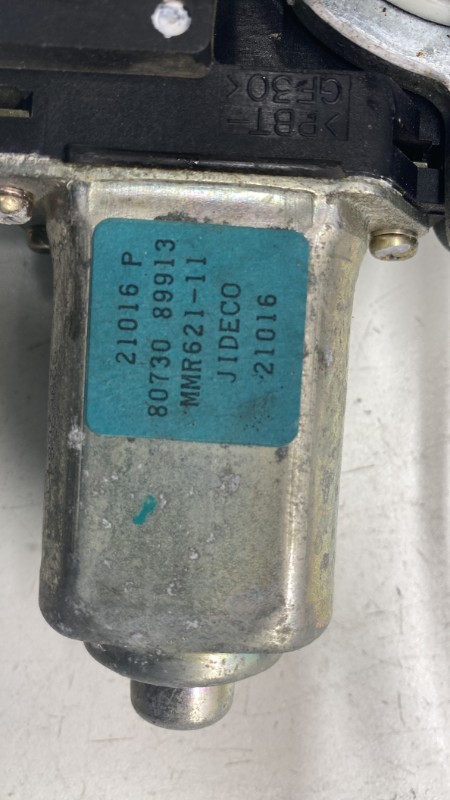 >PBT-
GF30<
21016 P
80730 89913
MMR621-11
JIDECO
21016